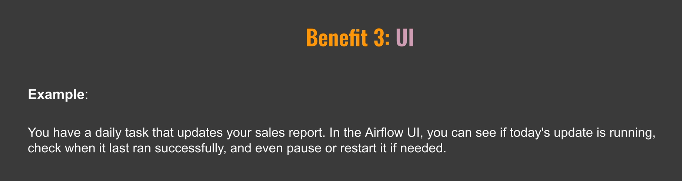 Benefit 3: UI
Example:
You have a daily task that updates your sales report. In the Airflow UI, you can see if today's update is running,
check when it last ran successfully, and even pause or restart it if needed.